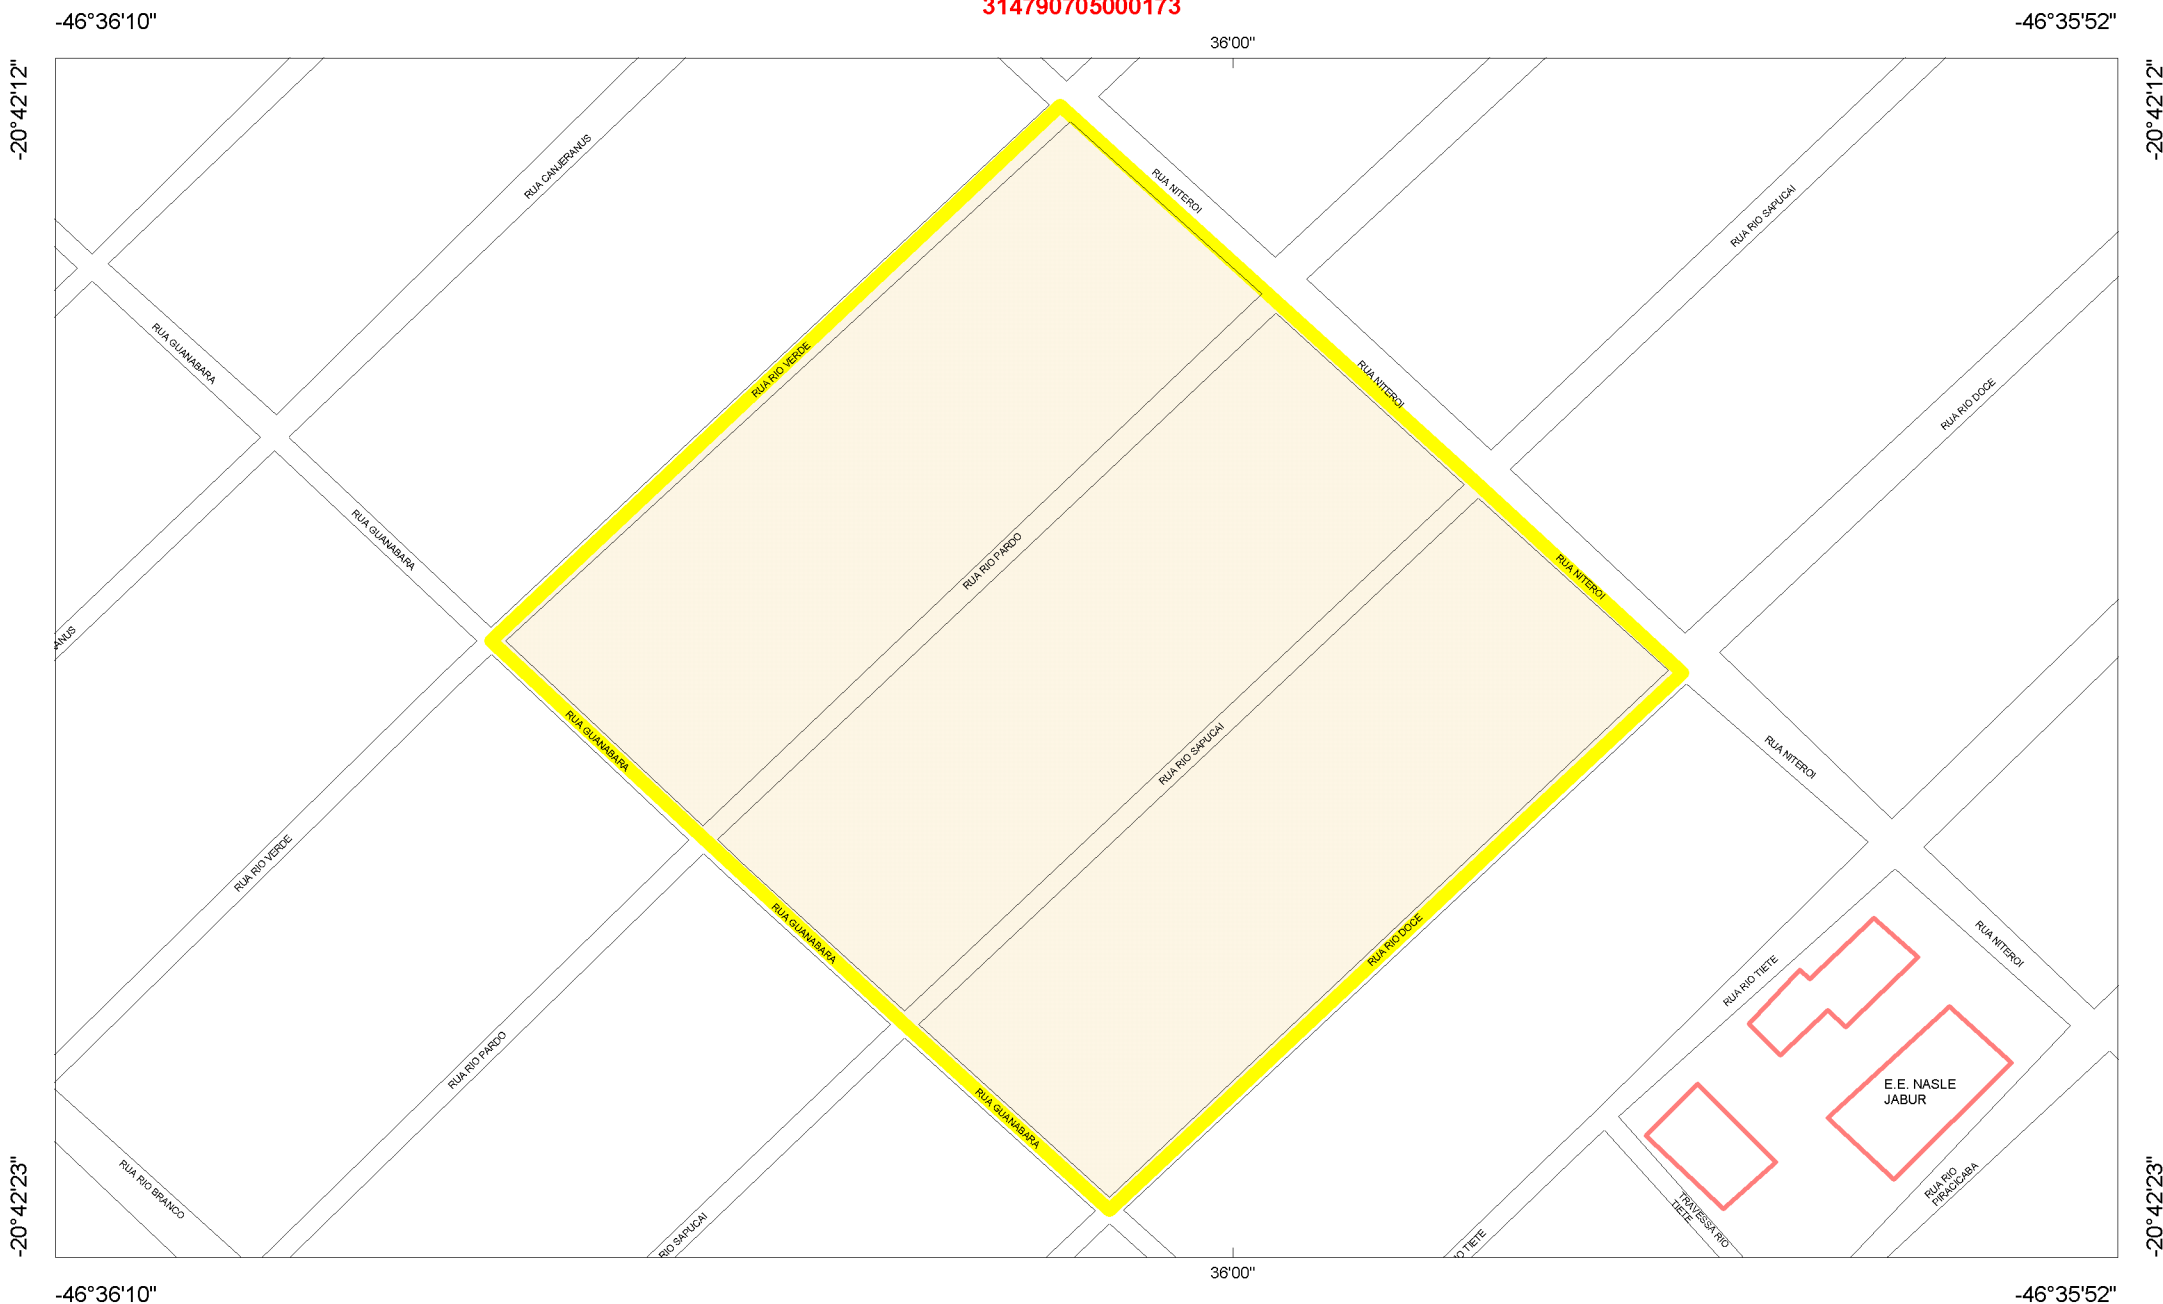 314790705000173
-46°36'10"
-46°35'52"
36'00"
-20°42'12"
-20°42'12"
RUA CANJERANUS
RUA NITEROI
RUA RIO SAPUCAI
RUA GUANABARA
RUA RIO VERDE
RUA NITEROI
RUA RIO DOCE
RUA GUANABARA
RUA RIO PARDO
RUA NITEROI
ANUS
RUA GUANABARA
RUA RIO SAPUCAI
RUA NITEROI
RUA RIO VERDE
RUA GUANABARA
RUA RIO DOCE
RUA NITEROI
RUA RIO TIETE
RUA RIO PARDO
E.E. NASLE
JABUR
RUA GUANABARA
RUA RIO BRANCO
RUA RIO
PIRACICABA
TRAVESSA RIO
TIETE
RIO SAPUCAI
IO TIETE
-20°42'23"
-20°42'23"
36'00"
-46°36'10"
-46°35'52"